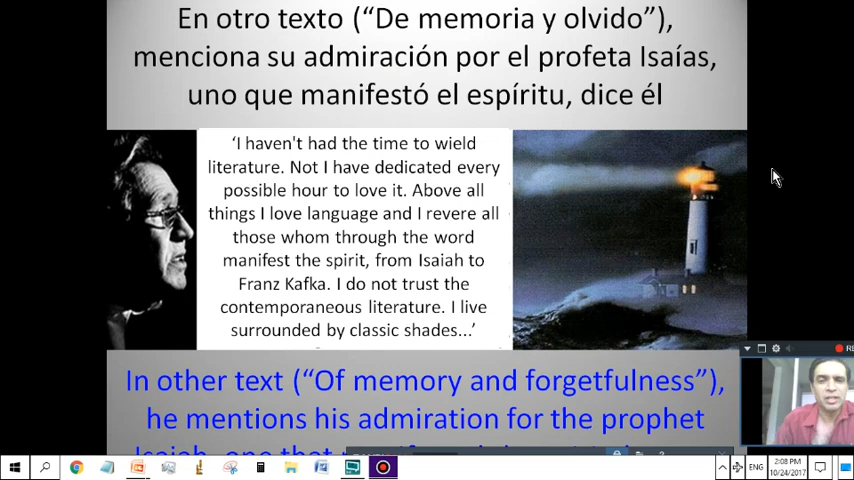 En otro texto (“De memoria y olvido”),
menciona su admiración por el profeta Isaías,
uno que manifestó el espíritu, dice él
‘I haven't had the time to wield
literature. Not I have dedicated every
possible hour to love it. Above all
things I love language and I revere all
those whom through the word
manifest the spirit, from Isaiah to
Franz Kafka. I do not trust the
contemporaneous literature. I live
surrounded by classic shades...’
In other text (“Of memory and forgetfulness”),
he mentions his admiration for the prophet
Isaiah, one that
RE
ENG
2:08 PM
10/24/2017